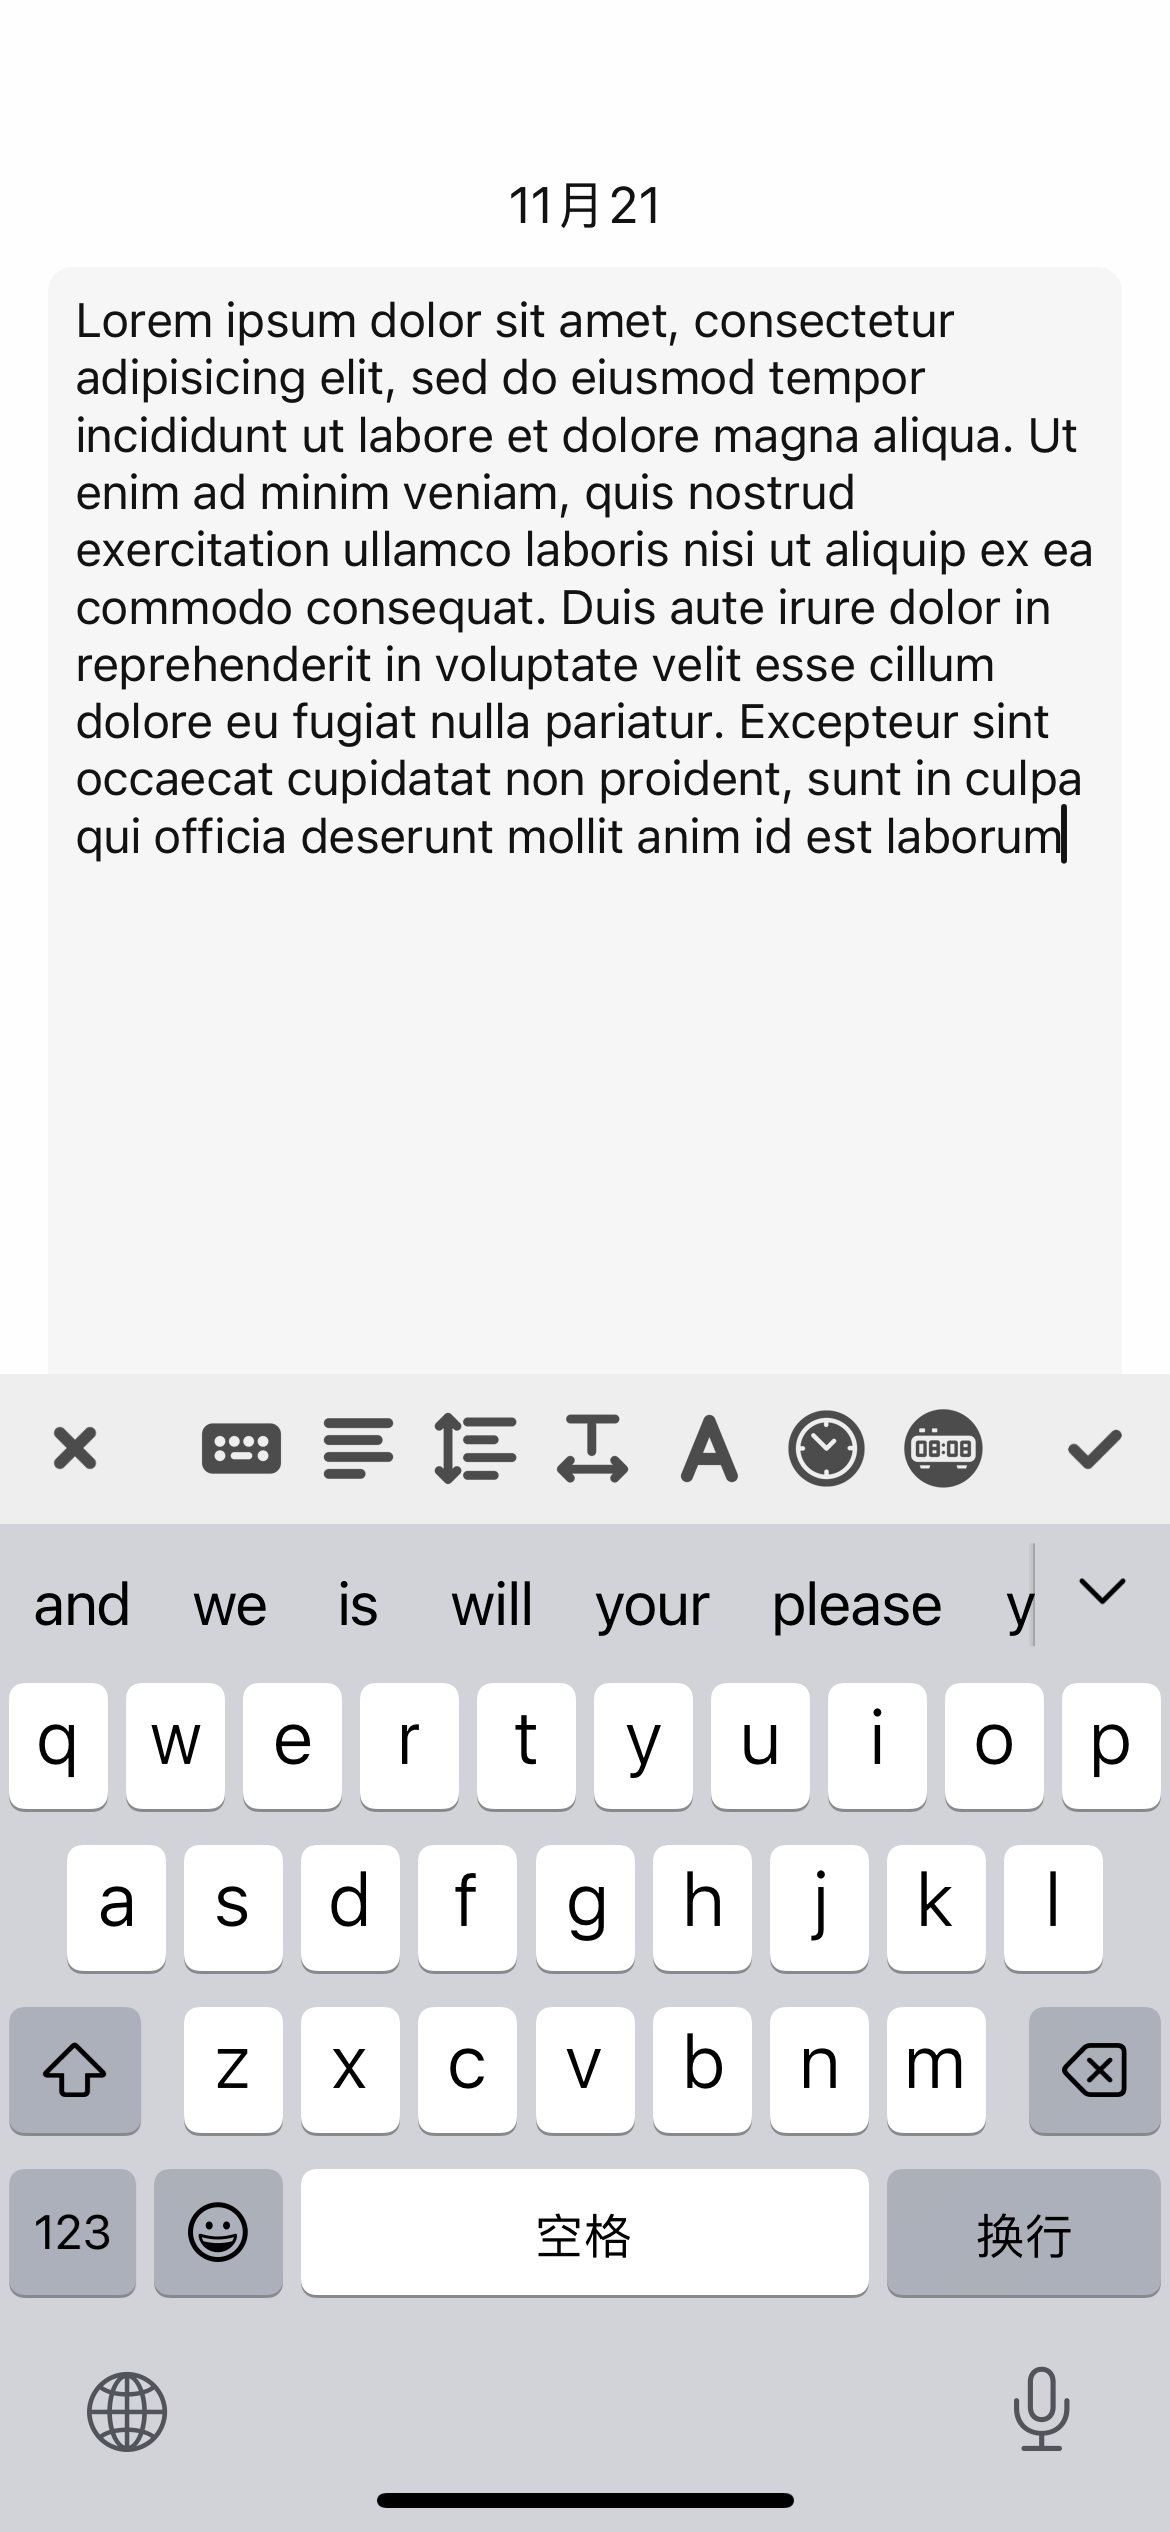 11月21
Lorem ipsum dolor sit amet, consectetur
adipisicing elit, sed do eiusmod tempor
incididunt ut labore et dolore magna aliqua. Ut
enim ad minim veniam, quis nostrud
exercitation ullamco laboris nisi ut aliquip ex ea
commodo consequat. Duis aute irure dolor in
reprehenderit in voluptate velit esse cillum
dolore eu fugiat nulla pariatur. Excepteur sint
occaecat cupidatat non proident, sunt in culpa
qui officia deserunt mollit anim id est laborum
T A 08:08
and we is will your please y
q w e r t y u i o p
a s d f g h j k l
z x c v b n m
123 空格 换行